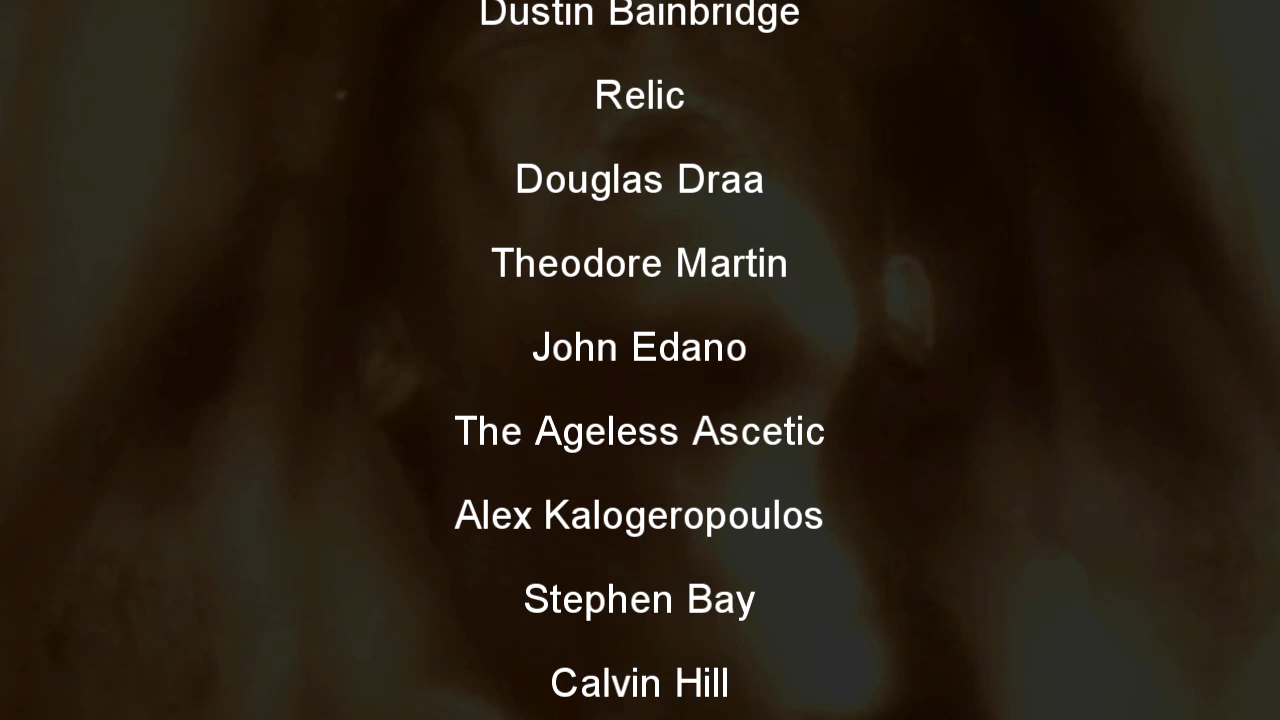 Dustin Bainbridge
Relic
Douglas Draa
Theodore Martin
John Edano
The Ageless Ascetic
Alex Kalogeropoulos
Stephen Bay
Calvin Hill